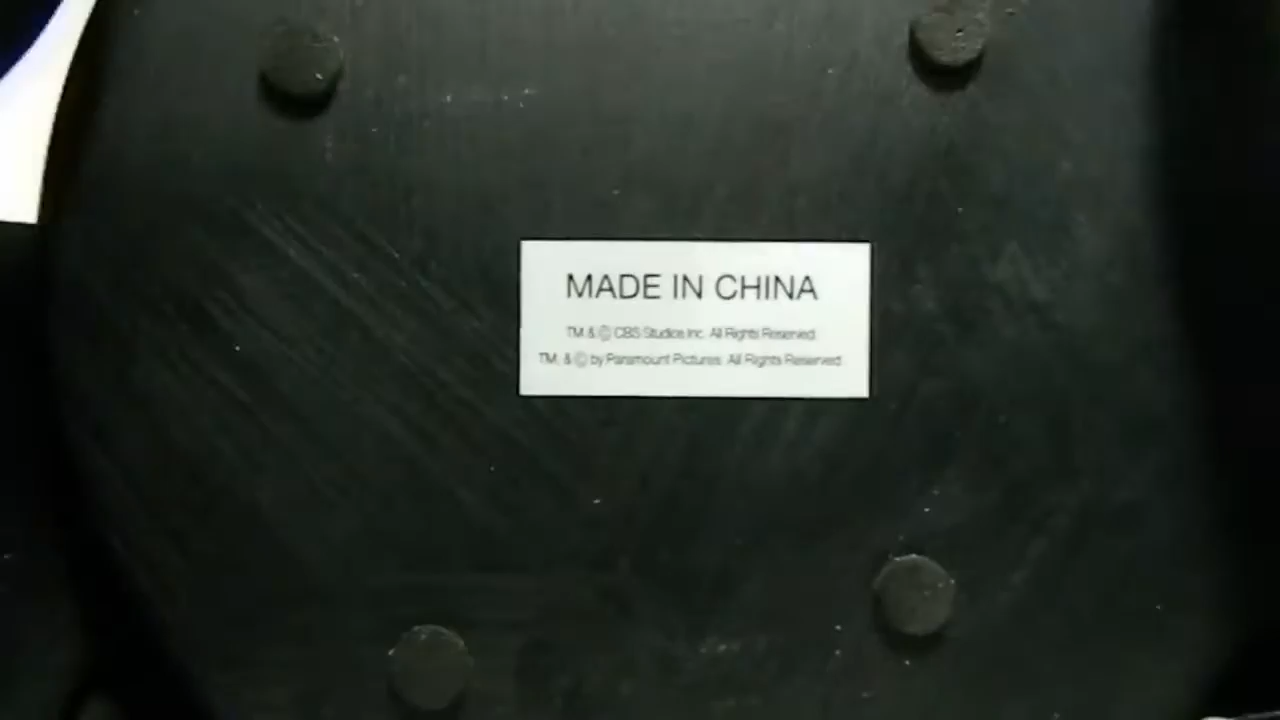 MADE IN CHINA
TM & © CBS Studios Inc. All Rights Reserved.
TM, & © by Paramount Pictures. All Rights Reserved.